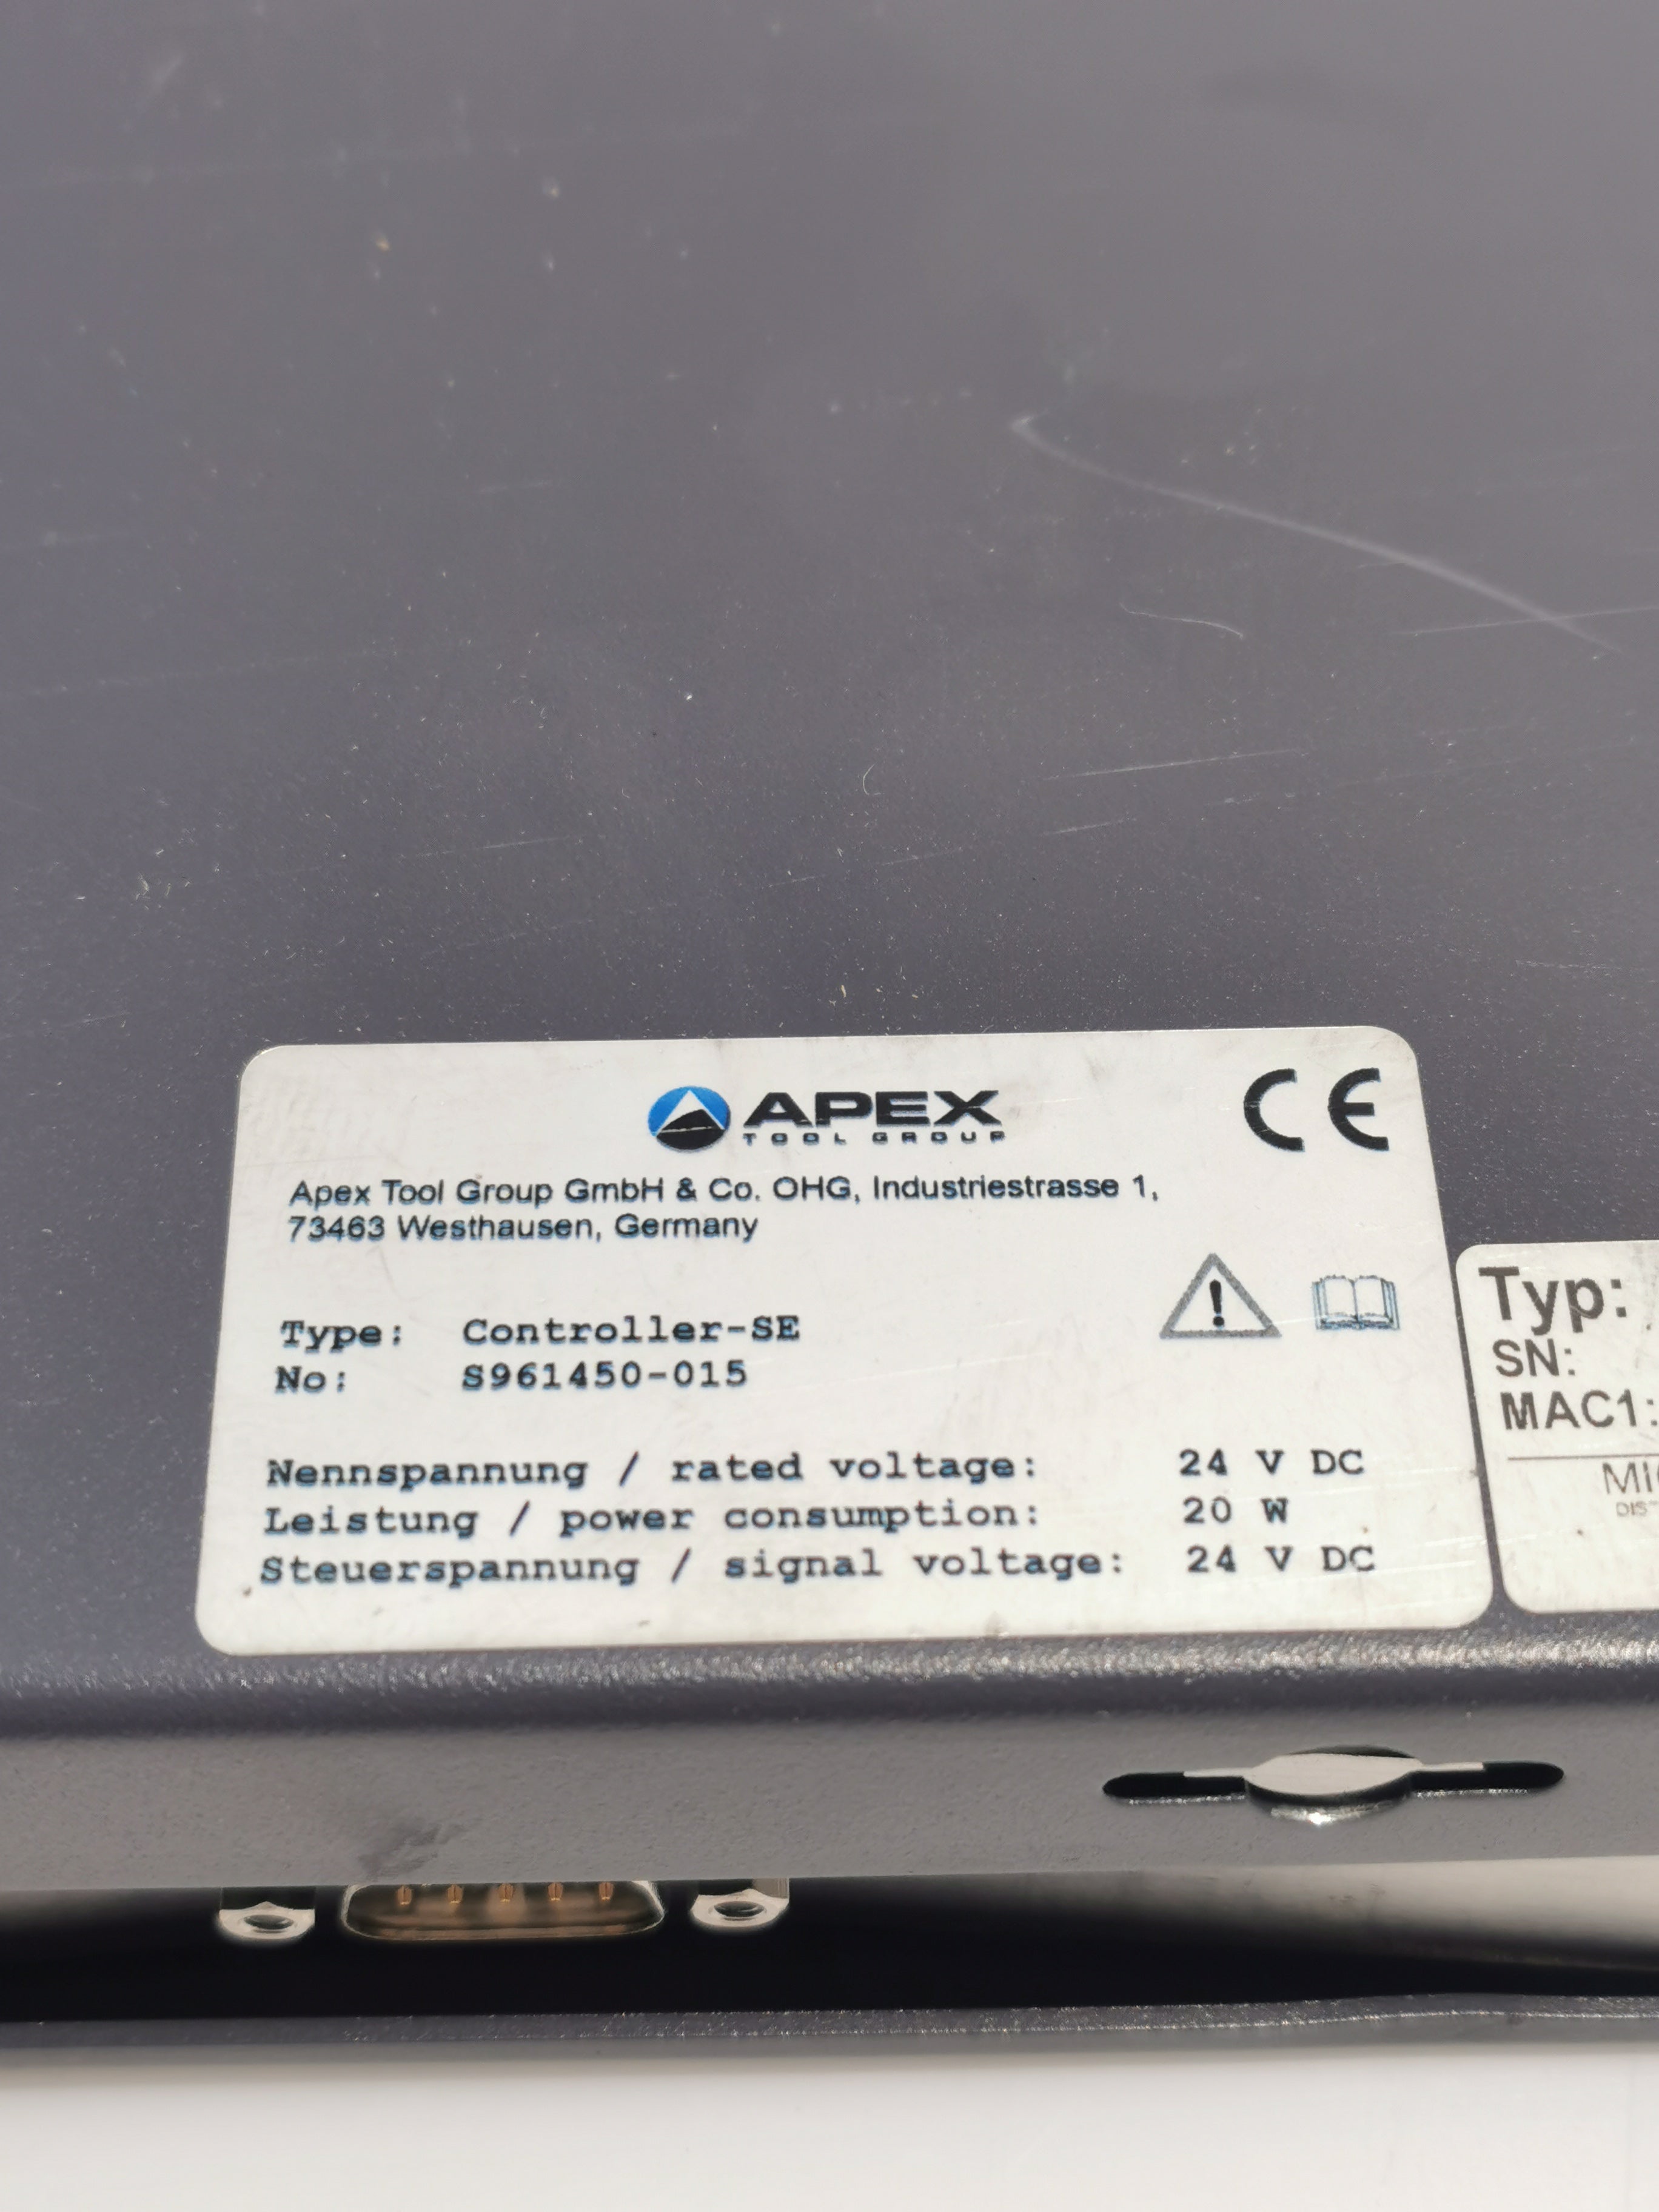 APEX
TOOL GROUP
CE
Apex Tool Group GmbH & Co. OHG, Industriestrasse 1,
73463 Westhausen, Germany
Type: Controller-SE
No: S961450-015
Nennspannung / rated voltage: 24 V DC
Leistung / power consumption: 20 W
Steuerspannung / signal voltage: 24 V DC
Typ:
SN:
MAC1: